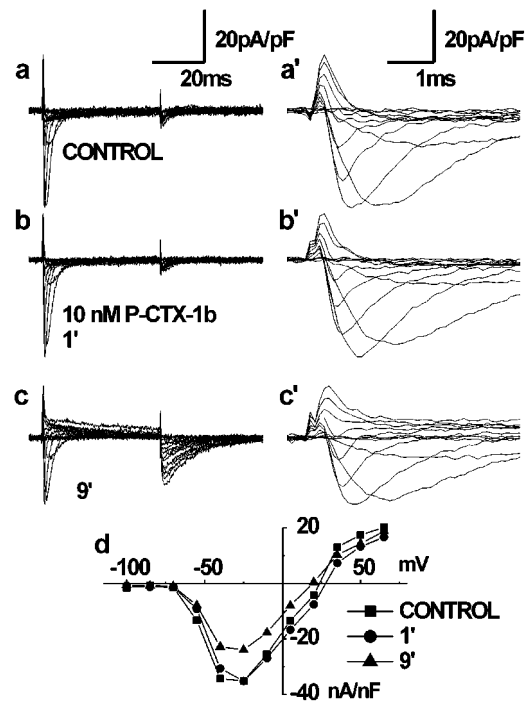 20pA/pF
20ms
20pA/pF
1ms
a
a'
CONTROL
b
b'
10 nM P-CTX-1b
1'
c
c'
9'
d
20
-100
-50
50
mV
-20
-40
nA/nF
CONTROL
1'
9'